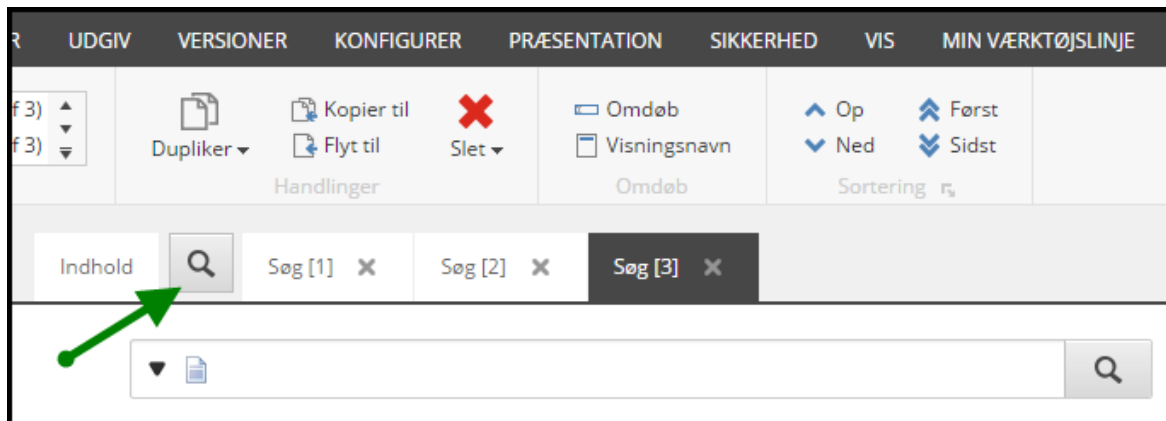 R UDGIV VERSIONER KONFIGURER PRÆSENTATION SIKKERHED VIS MIN VÆRKTØJSLINJE
f 3) Kopier til Omdøb Op Først
f 3) Dupliker Flyt til Slet Visningsnavn Ned Sidst
Handlinger Omdøb Sortering
Indhold Søg [1] Søg [2] Søg [3]